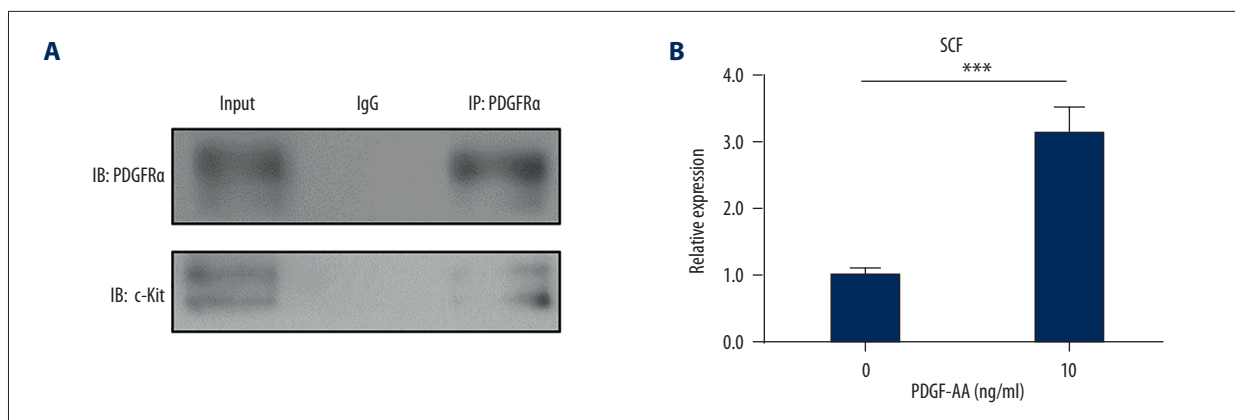 A
Input IgG IP: PDGFRα
IB: PDGFRα
IB: c-Kit
B
SCF
***
4.0
3.0
2.0
1.0
0.0
Relative expression
0 10
PDGF-AA (ng/ml)